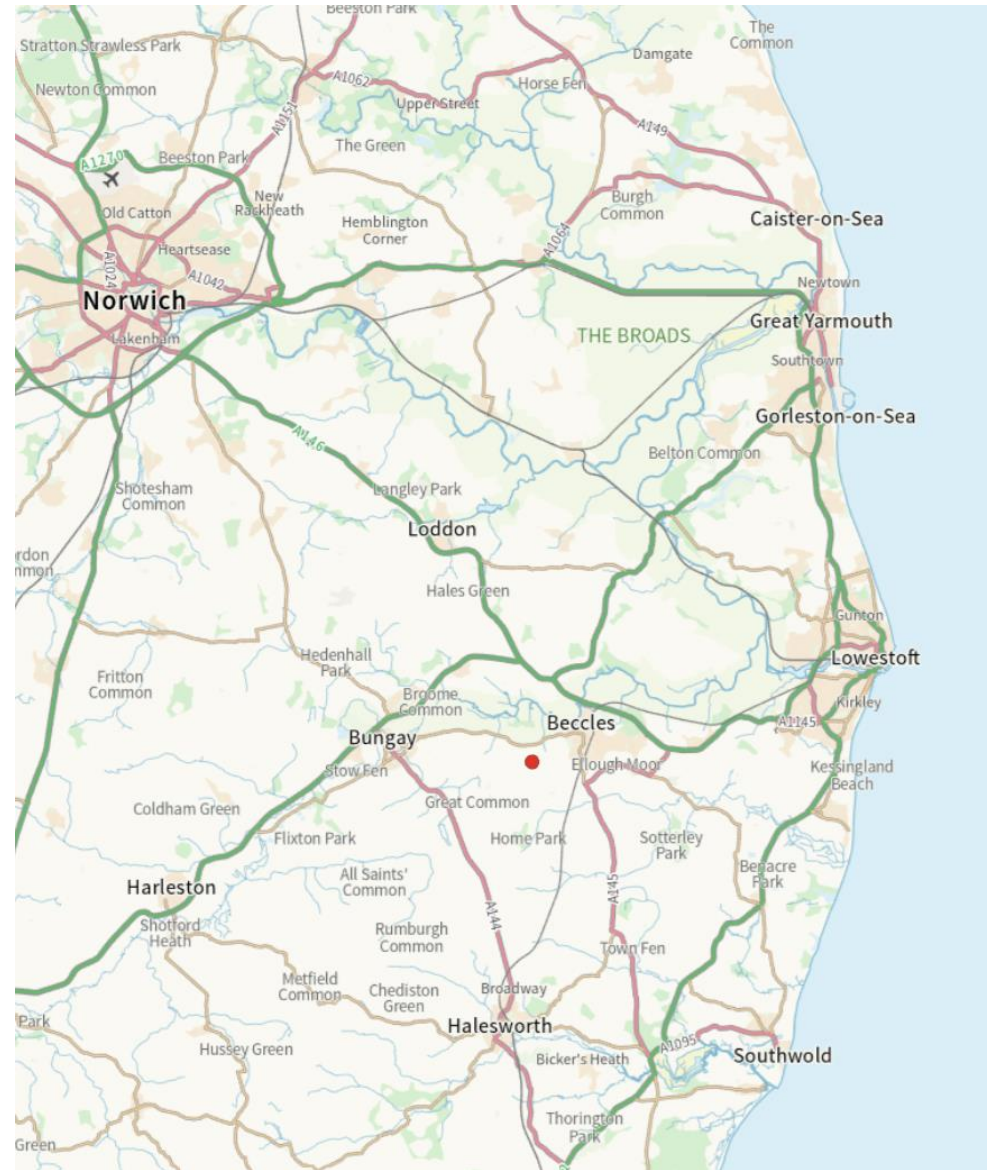 Beeston Park
The
Common
Stratton Strawless Park
Damgate
A1062
Horse Fen
Newton Common
Upper Street
A1151
A149
The Green
A1270
Beeston Park
New
Rackheath
Burgh
Common
Old Catton
Hemblington
Corner
Caister-on-Sea
Heartsease
A1064
A1024
A1042
Newtown
Norwich
Great Yarmouth
THE BROADS
Lakenham
Southtown
Gorleston-on-Sea
A146
Belton Common
Shotesham
Common
Langley Park
Loddon
Hales Green
Gunton
Hedenhall
Park
Lowestoft
Fritton
Common
Broome
Common
Kirkley
Beccles
A1145
Bungay
Stow Fen
Ellough Moor
Kessingland
Beach
Great Common
Coldham Green
Flixton Park
Home Park
Sotterley
Park
Benacre
Park
All Saints'
Common
Harleston
A145
A144
Shotford
Heath
Rumburgh
Common
Town Fen
Metfield
Common
Chediston
Green
Broadway
Park
Halesworth
Hussey Green
A1095
Bicker's Heath
Southwold
Thorington
Park
Green